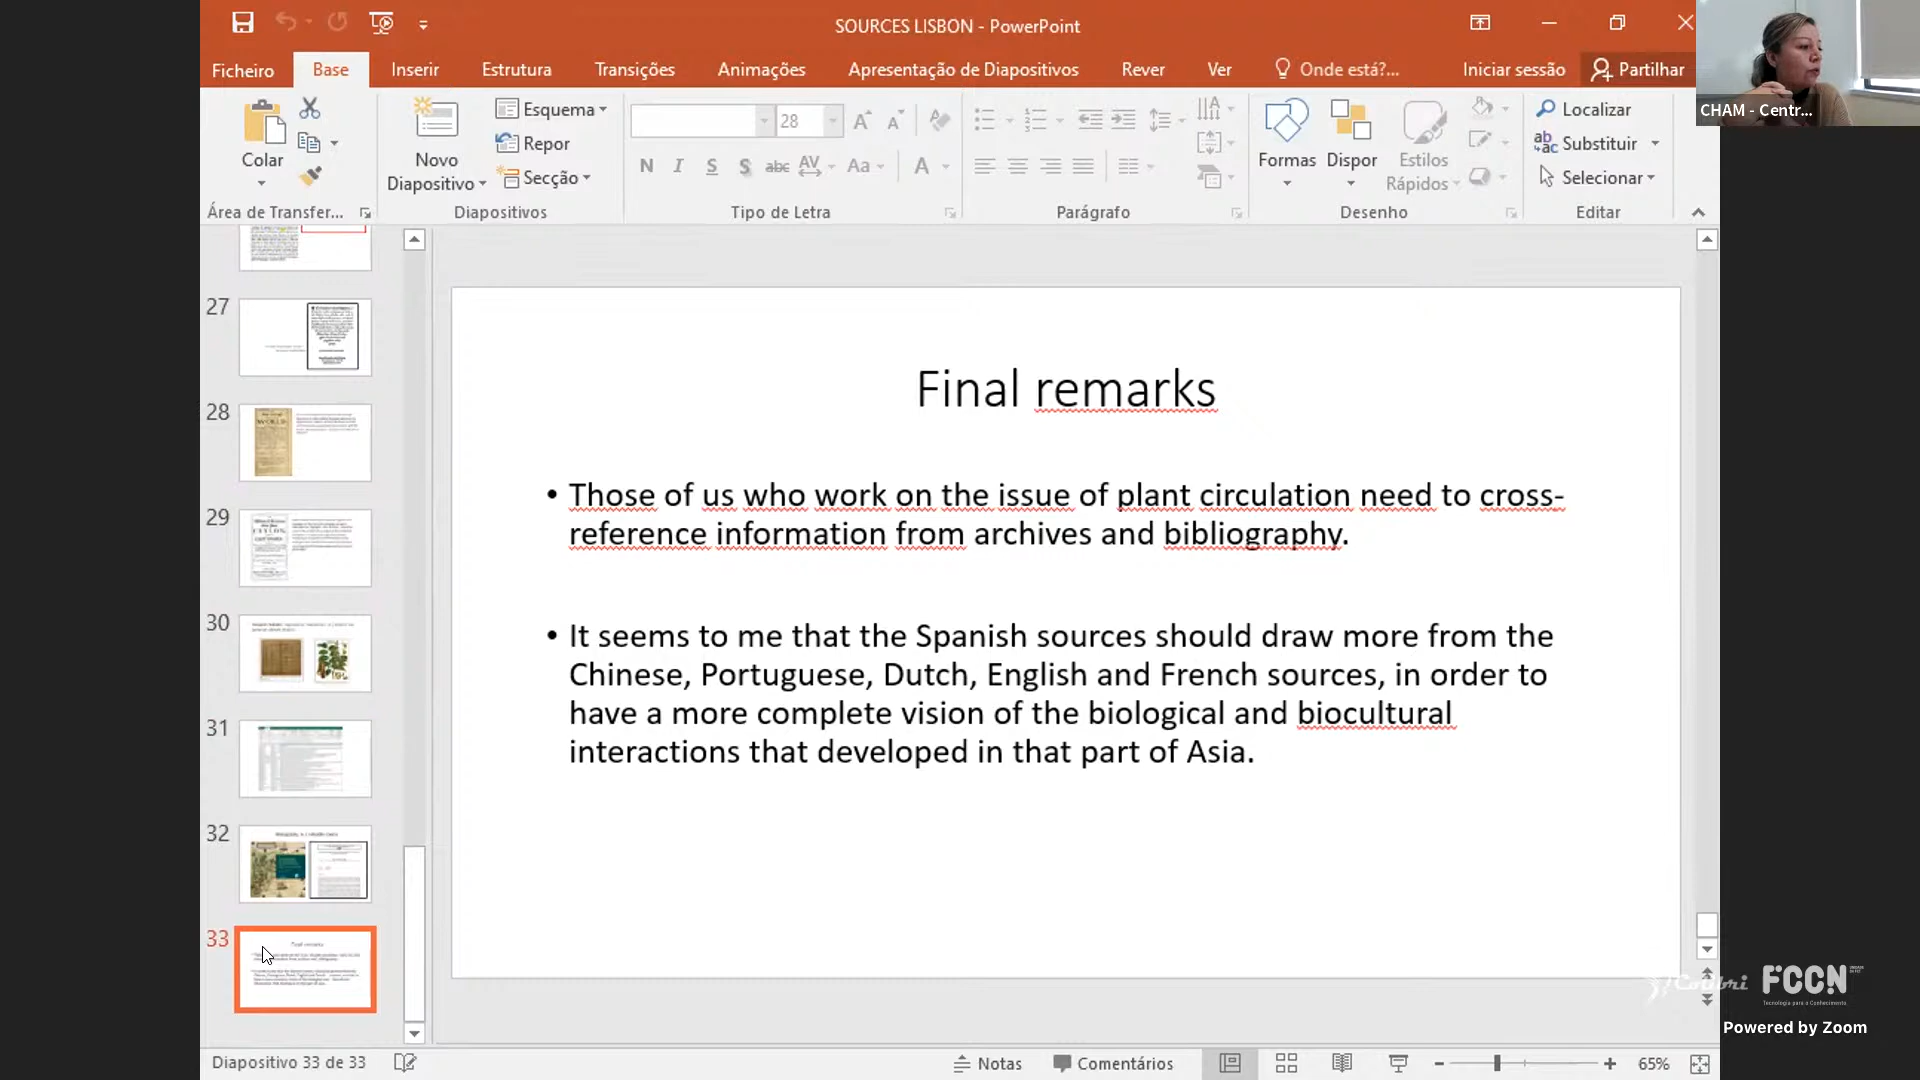 SOURCES LISBON - PowerPoint
Ficheiro Base Inserir Estrutura Transições Animações Apresentação de Diapositivos Rever Ver Onde está?... Iniciar sessão Partilhar
CHAM - Centr...
Colar
Novo Diapositivo
Esquema
Repor
Secção
28
N I S S abc AV Aa A
Formas
Dispor
Estilos Rápidos
Localizar
Substituir
Selecionar
Área de Transfer... Diapositivos Tipo de Letra Parágrafo Desenho Editar
27
28
29
30
31
32
33
Final remarks
• Those of us who work on the issue of plant circulation need to cross-
reference information from archives and bibliography.
• It seems to me that the Spanish sources should draw more from the
Chinese, Portuguese, Dutch, English and French sources, in order to
have a more complete vision of the biological and biocultural
interactions that developed in that part of Asia.
Colibri FCCN
Tecnologia para o Conhecimento
Powered by Zoom
Diapositivo 33 de 33 Notas Comentários 65%